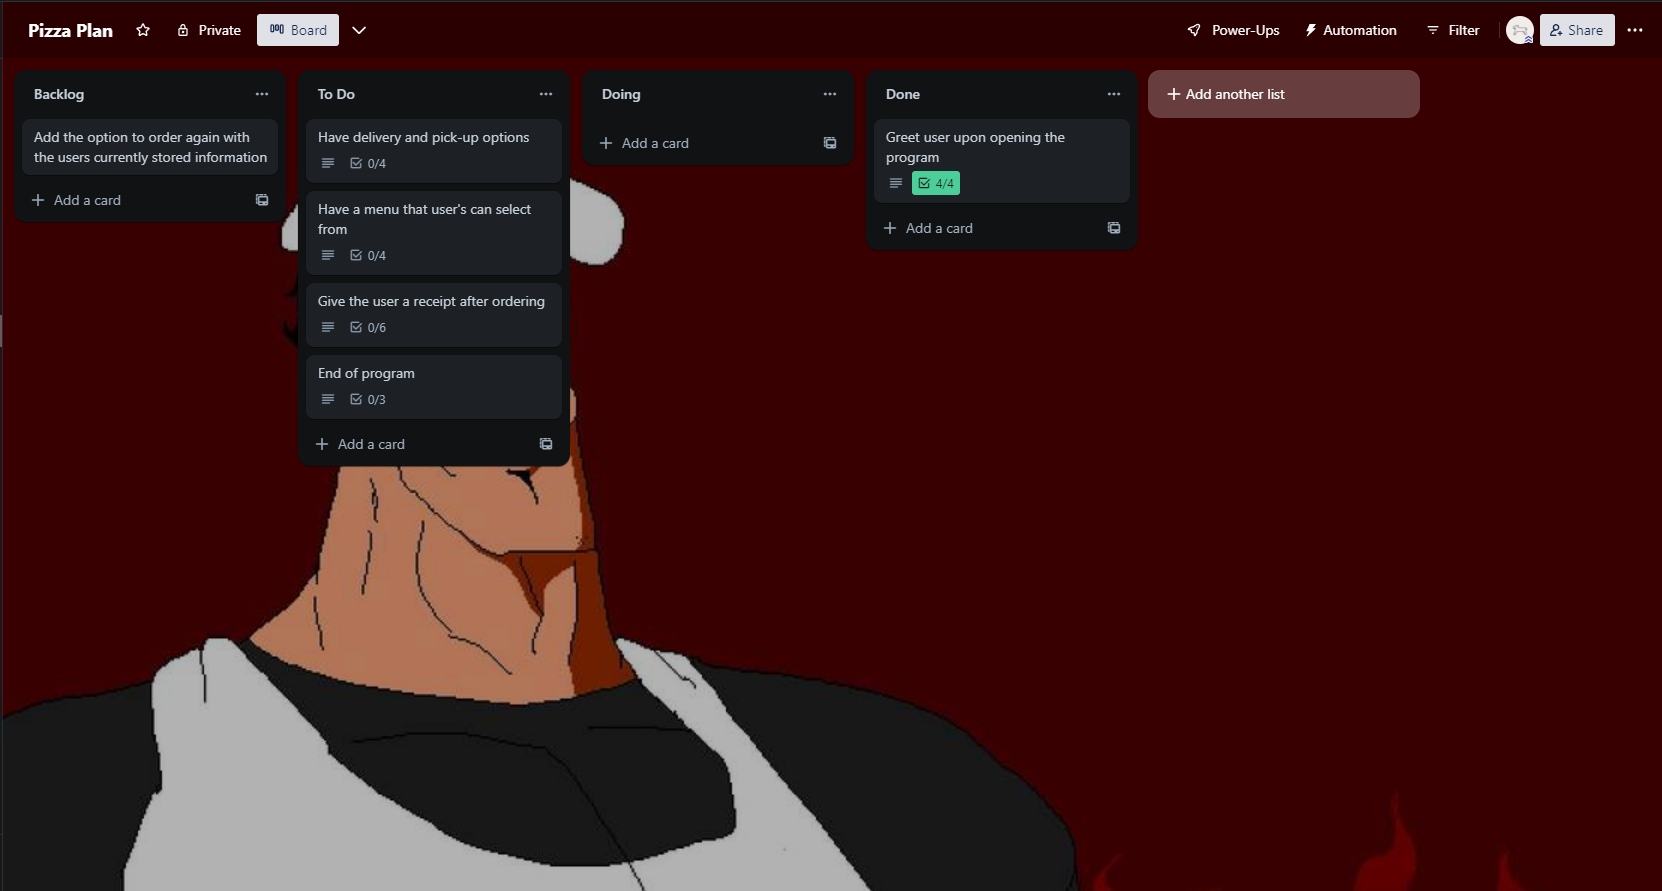 Pizza Plan
Private
Board
Power-Ups
Automation
Filter
Share
Backlog
Add the option to order again with
the users currently stored information
Add a card
To Do
Have delivery and pick-up options
0/4
Have a menu that user's can select
from
0/4
Give the user a receipt after ordering
0/6
End of program
0/3
Add a card
Doing
Add a card
Done
Greet user upon opening the
program
4/4
Add a card
Add another list